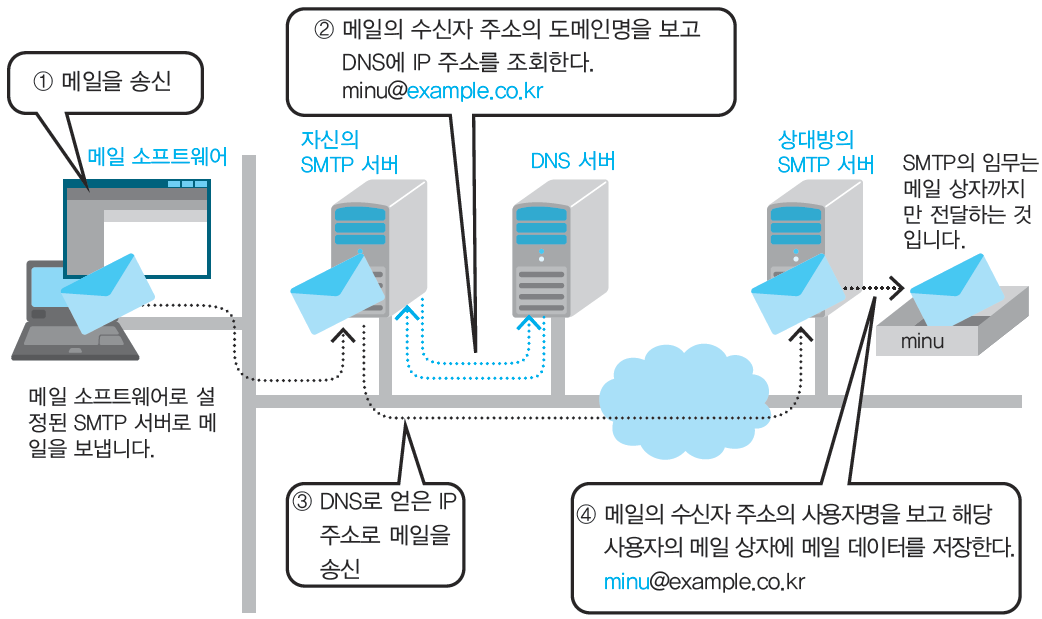 ① 메일을 송신
② 메일의 수신자 주소의 도메인명을 보고
DNS에 IP 주소를 조회한다.
minu@example.co.kr
메일 소프트웨어
자신의
SMTP 서버
DNS 서버
상대방의
SMTP 서버
SMTP의 임무는
메일 상자까지
만 전달하는 것
입니다.
minu
메일 소프트웨어로 설
정된 SMTP 서버로 메
일을 보냅니다.
③ DNS로 얻은 IP
주소로 메일을
송신
④ 메일의 수신자 주소의 사용자명을 보고 해당
사용자의 메일 상자에 메일 데이터를 저장한다.
minu@example.co.kr